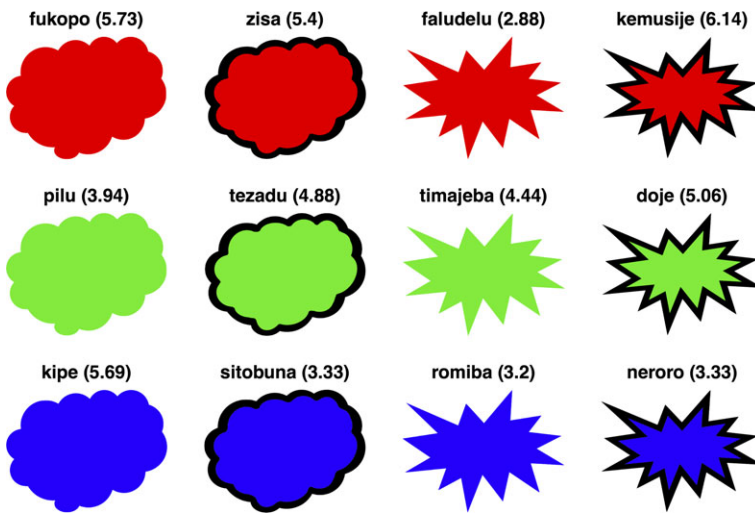 fukopo (5.73) zisa (5.4) faludelu (2.88) kemusije (6.14)
pilu (3.94) tezadu (4.88) timajeba (4.44) doje (5.06)
kipe (5.69) sitobuna (3.33) romiba (3.2) neroro (3.33)